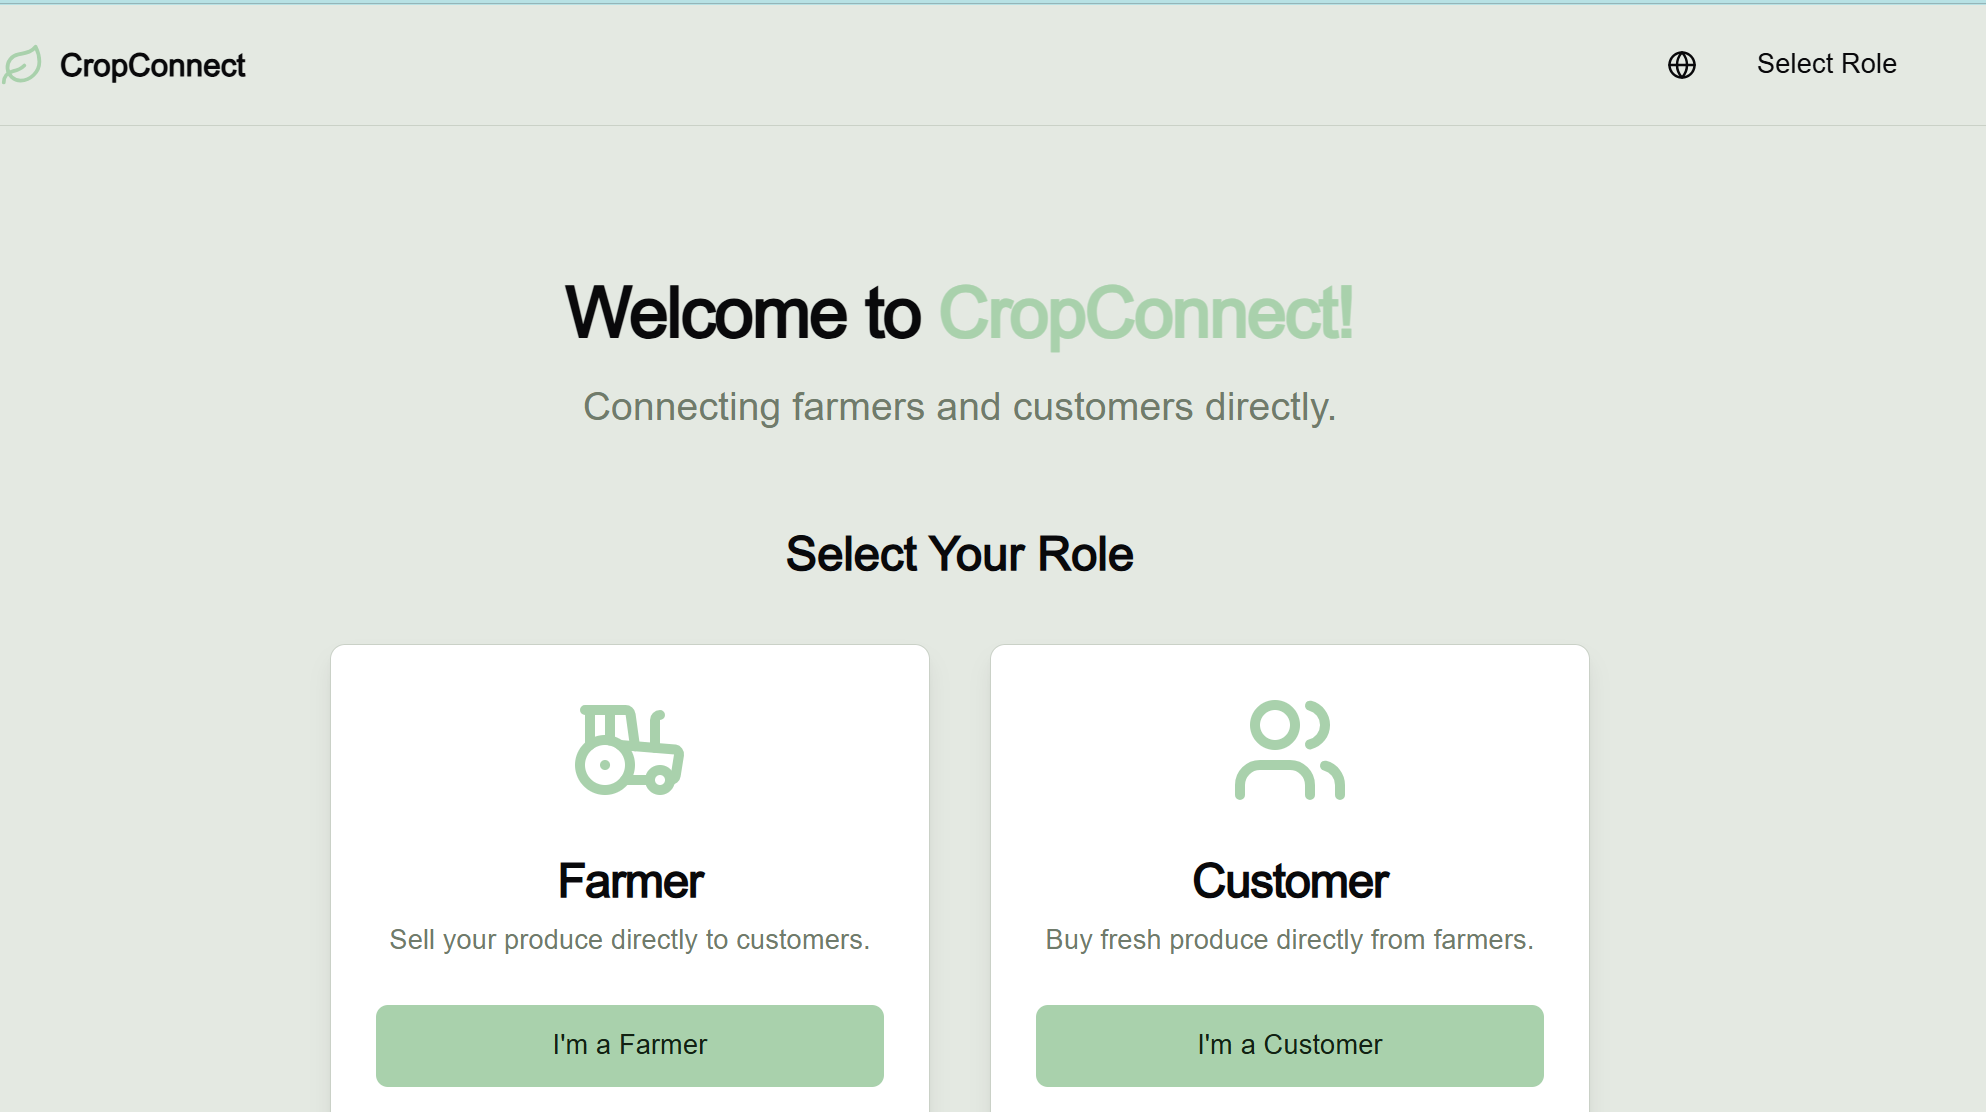 CropConnect
Select Role
Welcome to CropConnect!
Connecting farmers and customers directly.
Select Your Role
Farmer
Sell your produce directly to customers.
I'm a Farmer
Customer
Buy fresh produce directly from farmers.
I'm a Customer